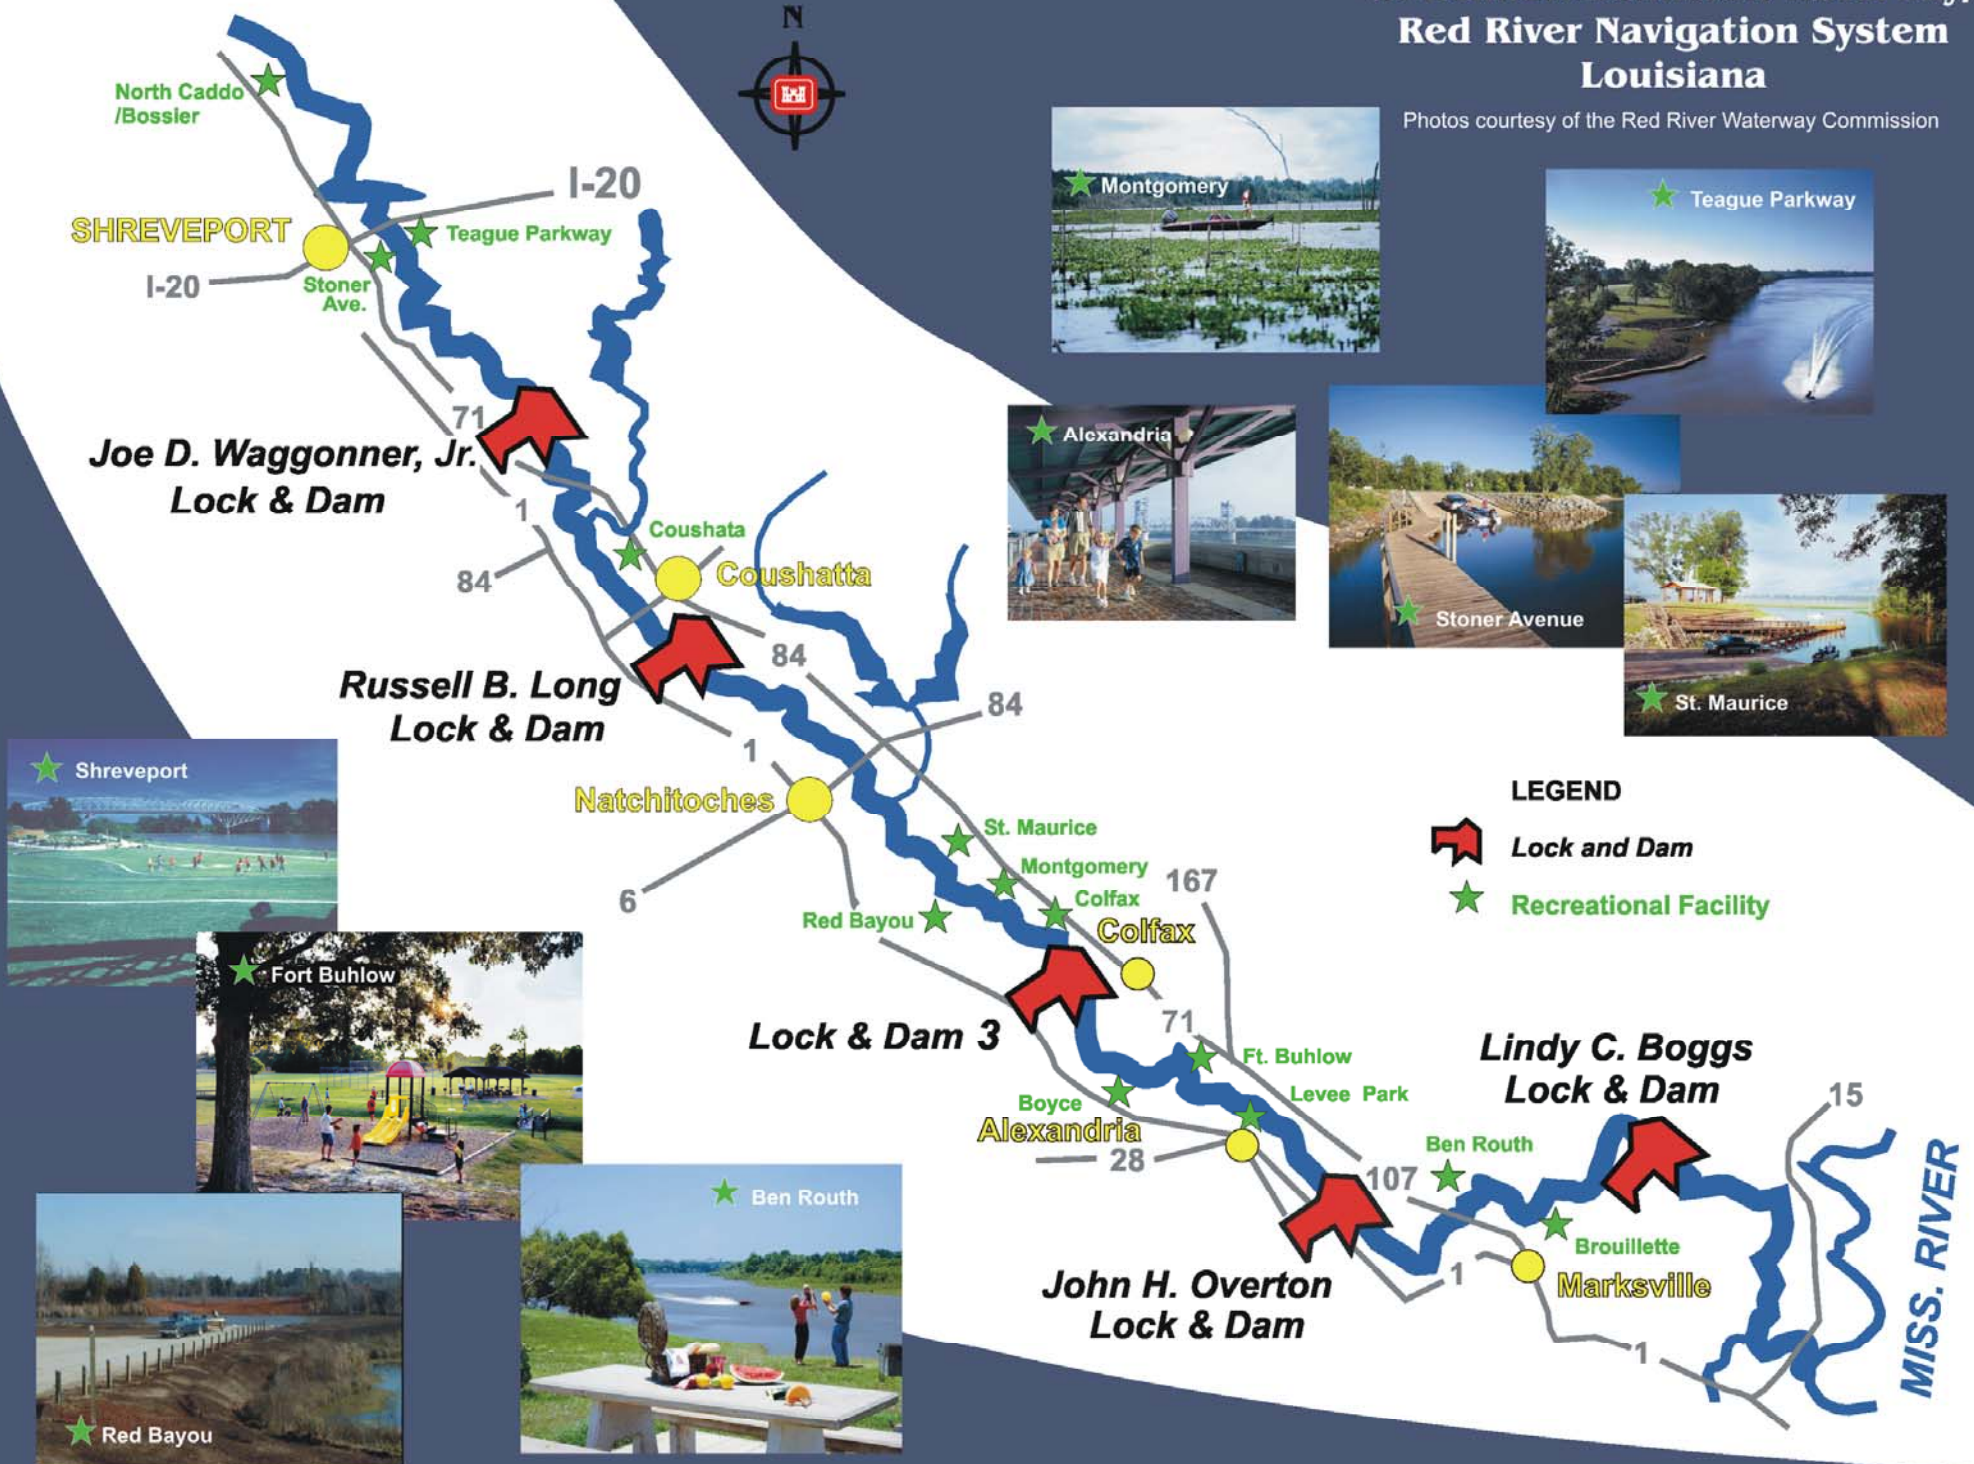 Red River Navigation System
Louisiana
Photos courtesy of the Red River Waterway Commission
N
North Caddo
/Bossier
I-20
SHREVEPORT
Teague Parkway
I-20
Stoner
Ave.
Montgomery
Teague Parkway
Alexandria
Stoner Avenue
St. Maurice
71
Joe D. Waggonner, Jr.
Lock & Dam
1
Coushata
84
Coushatta
84
Russell B. Long
Lock & Dam
84
1
Natchitoches
Shreveport
St. Maurice
Montgomery
167
6
Colfax
Red Bayou
Colfax
LEGEND
Lock and Dam
Recreational Facility
Fort Buhlow
Lock & Dam 3
71
Ft. Buhlow
Lindy C. Boggs
Lock & Dam
Levee Park
15
Boyce
Alexandria
28
Ben Routh
107
Ben Routh
Brouillette
1
Marksville
John H. Overton
Lock & Dam
1
MISS. RIVER
Red Bayou